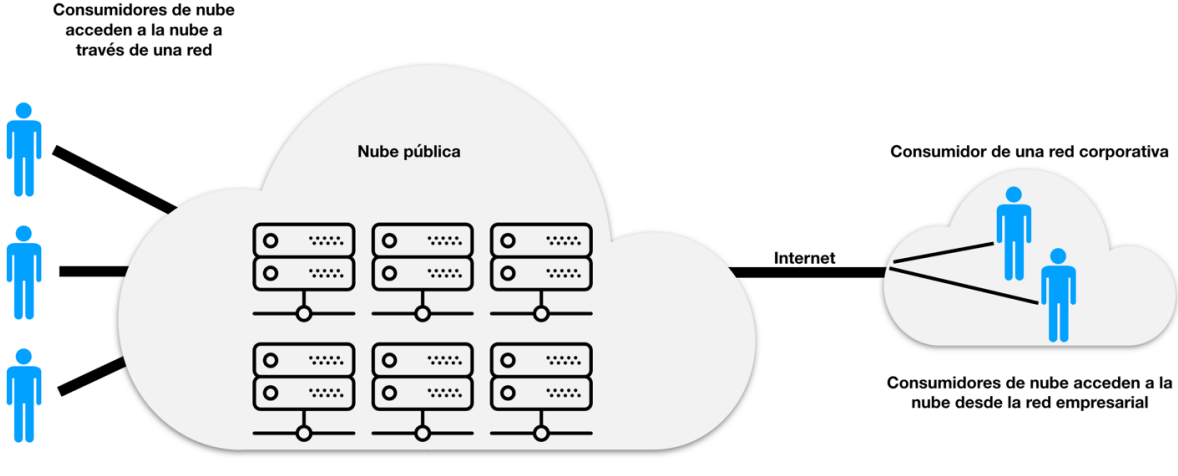 Consumidores de nube
acceden a la nube a
través de una red
Nube pública
Internet
Consumidor de una red corporativa
Consumidores de nube acceden a la
nube desde la red empresarial